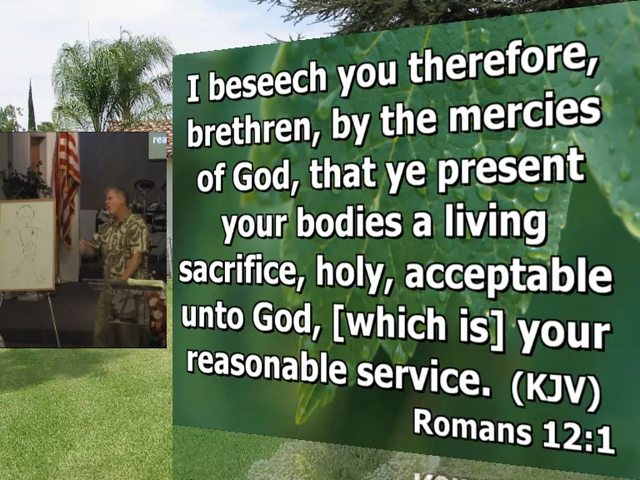 I beseech you therefore,
brethren, by the mercies
of God, that ye present
your bodies a living
sacrifice, holy, acceptable
unto God, [which is] your
reasonable service. (KJV)
Romans 12:1
rea